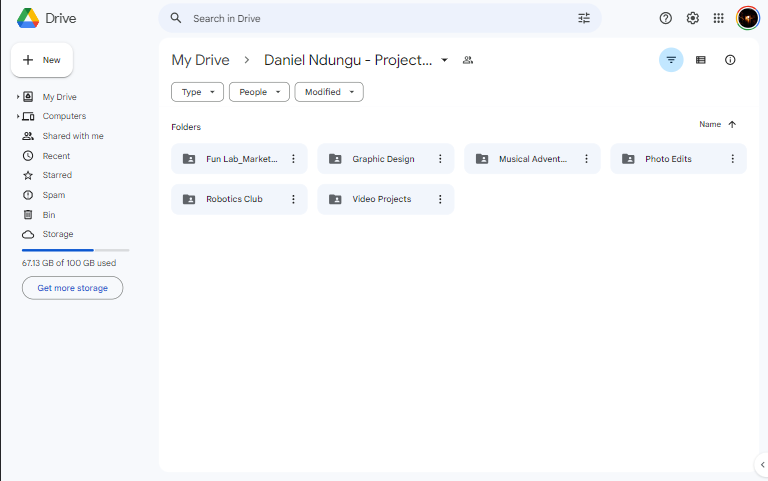 Drive
Search in Drive
New
My Drive
Computers
Shared with me
Recent
Starred
Spam
Bin
Storage
67.13 GB of 100 GB used
Get more storage
My Drive > Daniel Ndungu - Project...
Type
People
Modified
Folders
Name
Fun Lab_Market...
Graphic Design
Musical Advent...
Photo Edits
Robotics Club
Video Projects